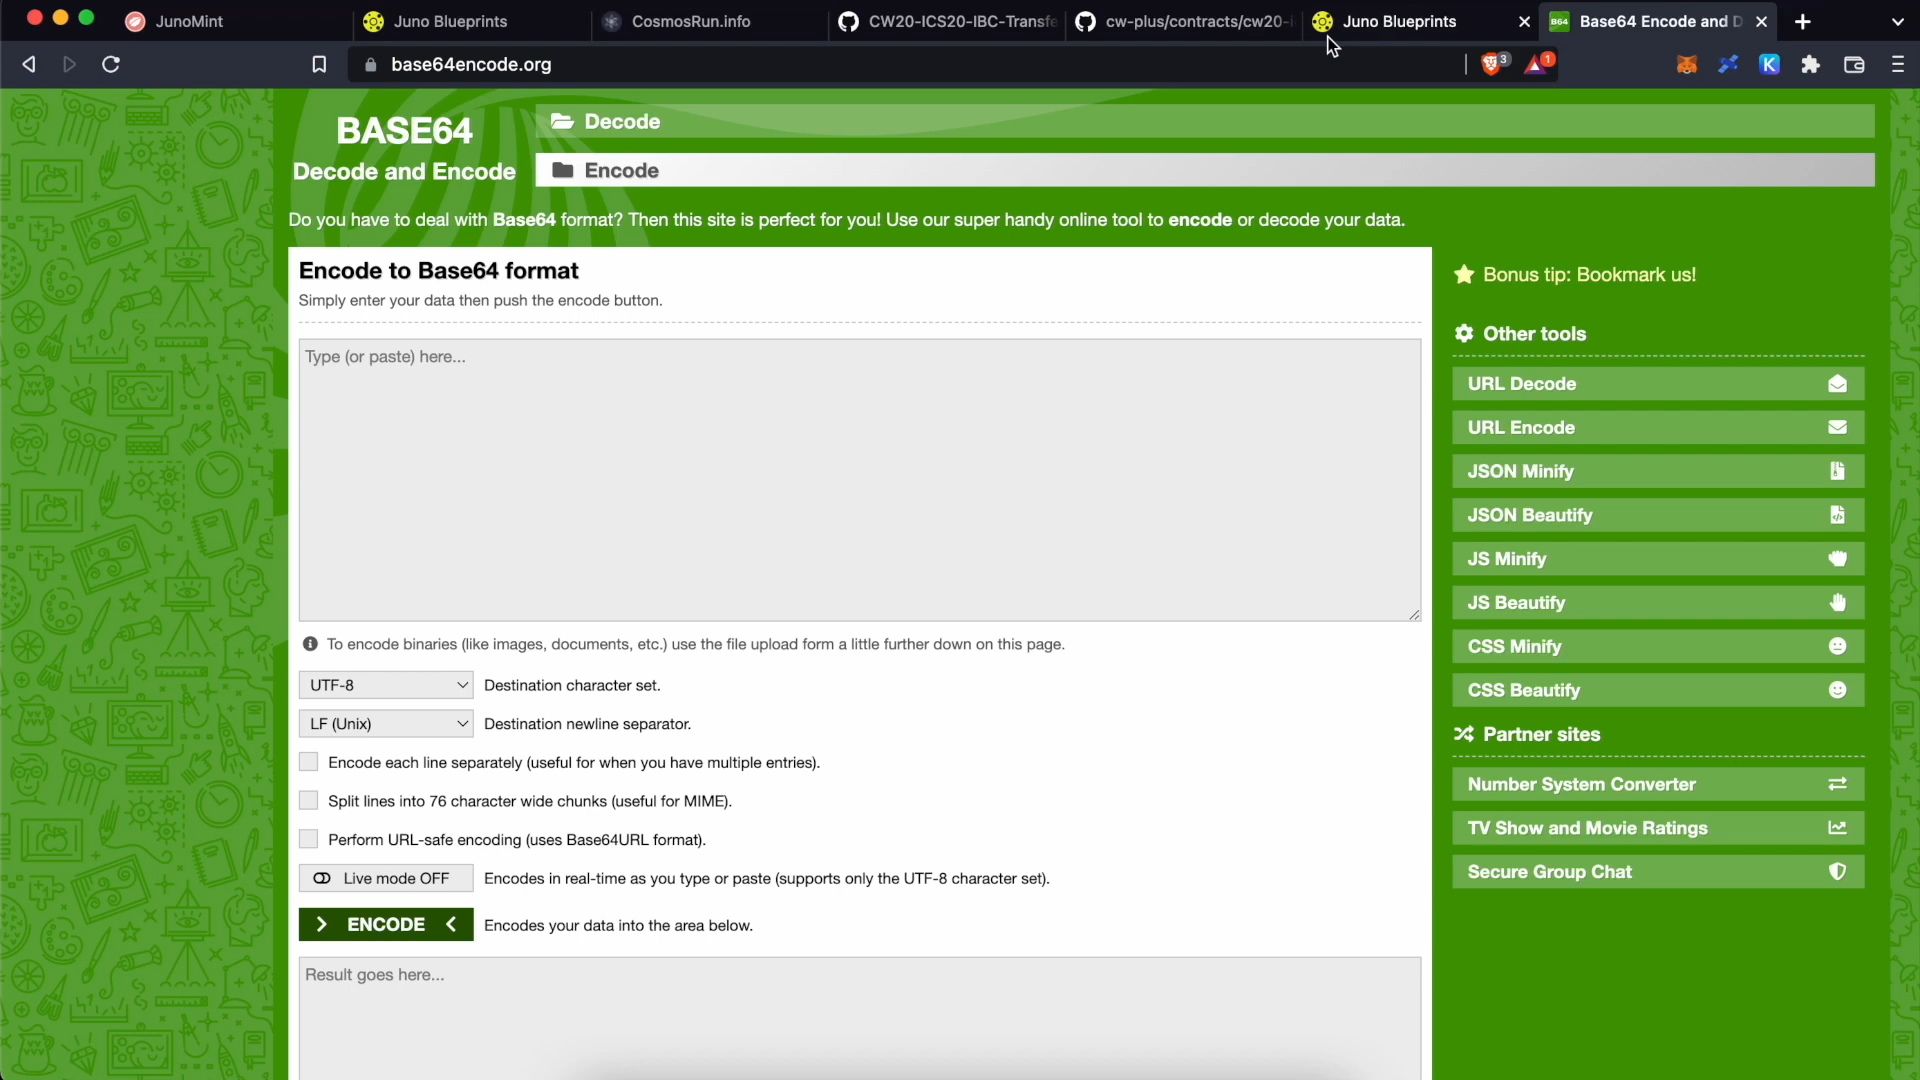 JunoMint
Juno Blueprints
CosmosRun.info
CW20-ICS20-IBC-Transfe
cw-plus/contracts/cw20-i
Juno Blueprints
B64
Base64 Encode and D
base64encode.org
3
1
BASE64
Decode and Encode
Decode
Encode
Do you have to deal with Base64 format? Then this site is perfect for you! Use our super handy online tool to encode or decode your data.
Encode to Base64 format
Simply enter your data then push the encode button.
Type (or paste) here...
To encode binaries (like images, documents, etc.) use the file upload form a little further down on this page.
UTF-8
Destination character set.
LF (Unix)
Destination newline separator.
Encode each line separately (useful for when you have multiple entries).
Split lines into 76 character wide chunks (useful for MIME).
Perform URL-safe encoding (uses Base64URL format).
Live mode OFF
Encodes in real-time as you type or paste (supports only the UTF-8 character set).
> ENCODE <
Encodes your data into the area below.
Result goes here...
Bonus tip: Bookmark us!
Other tools
URL Decode
URL Encode
JSON Minify
JSON Beautify
JS Minify
JS Beautify
CSS Minify
CSS Beautify
Partner sites
Number System Converter
TV Show and Movie Ratings
Secure Group Chat